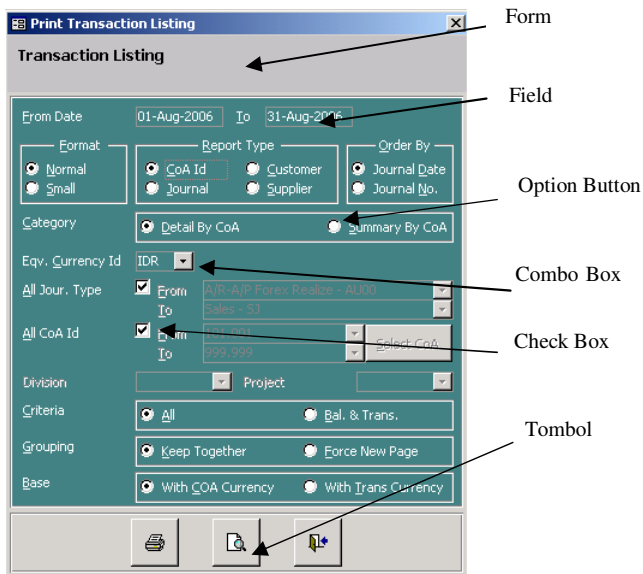 Print Transaction Listing
Form
Transaction Listing
Field
From Date 01-Aug-2006 To 31-Aug-2006
Format Report Type Order By
Normal CoA Id Customer Journal Date
Small Journal Supplier Journal No.
Option Button
Category Detail By CoA Summary By CoA
Eqv. Currency Id IDR
Combo Box
All Jour. Type From A/R-A/P Forex Realize - AU00
To Sales - SJ
Check Box
All CoA Id From 101.001
To 999.999 Select CoA
Division Project
Criteria All Bal. & Trans.
Tombol
Grouping Keep Together Force New Page
Base With COA Currency With Trans Currency